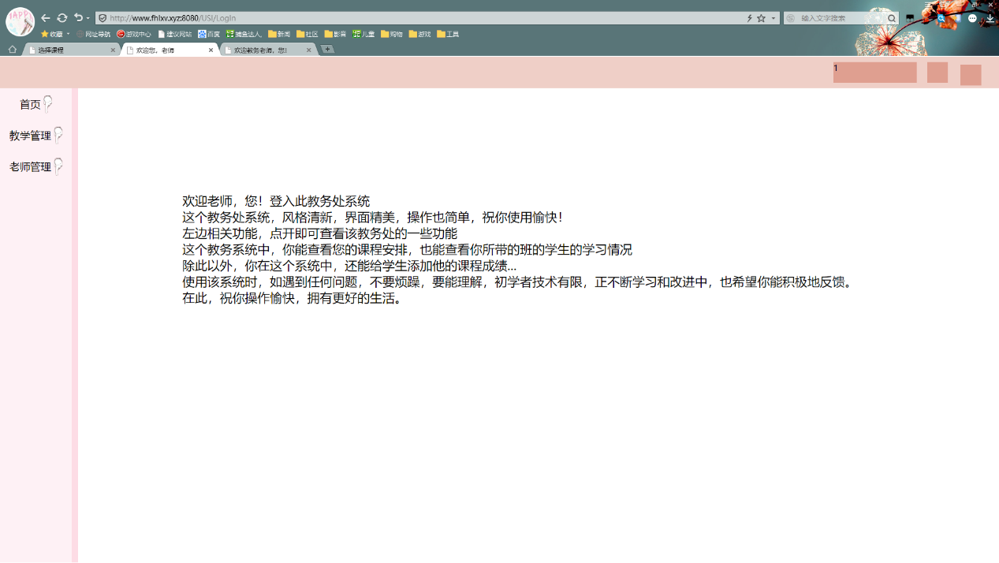 http://www.fhlxv.xyz:8080/USI/Login
输入文字搜索
收藏 网址导航 游戏中心 建议网站 百度 捕鱼达人 新闻 社区 影音 儿童 购物 游戏 工具
选择课程
欢迎您，老师
欢迎教务老师，您!
1
首页
教学管理
老师管理
欢迎老师，您！登入此教务处系统
这个教务处系统，风格清新，界面精美，操作也简单，祝你使用愉快！
左边相关功能，点开即可查看该教务处的一些功能
这个教务系统中，你能查看您的课程安排，也能查看你所带的班的学生的学习情况
除此以外，你在这个系统中，还能给学生添加他的课程成绩...
使用该系统时，如遇到任何问题，不要烦躁，要能理解，初学者技术有限，正不断学习和改进中，也希望你能积极地反馈。
在此，祝你操作愉快，拥有更好的生活。